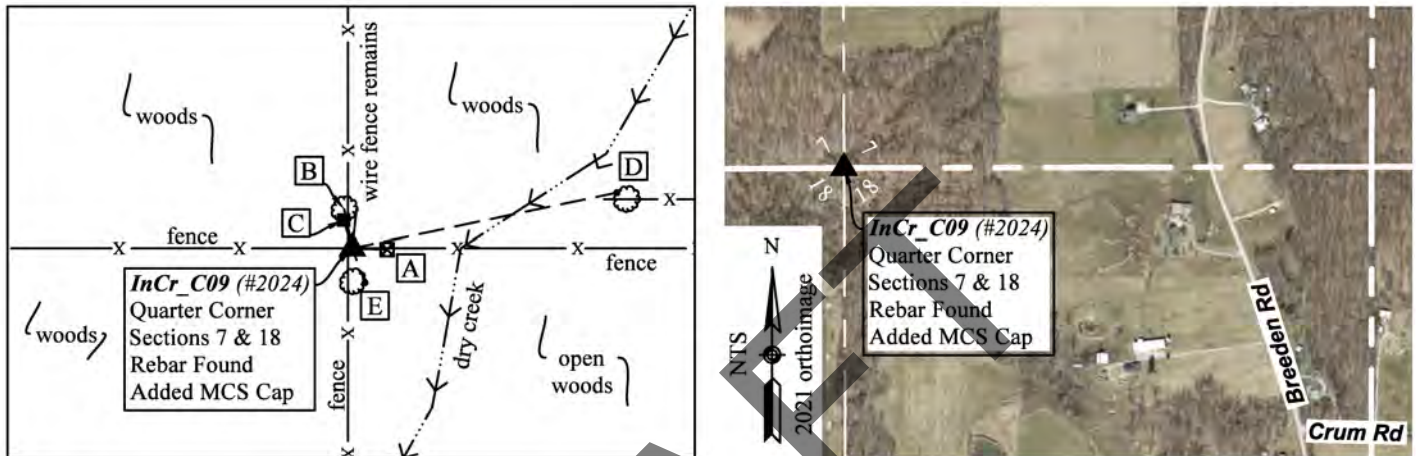 woods
woods
wire fence remains
B
C
D
fence
A
fence
E
InCr_C09 (#2024)
Quarter Corner
Sections 7 & 18
Rebar Found
Added MCS Cap
woods
fence
dry creek
open
woods
7 7
18 18
InCr_C09 (#2024)
Quarter Corner
Sections 7 & 18
Rebar Found
Added MCS Cap
N
NTS
2021 orthoimage
Breeden Rd
Crum Rd